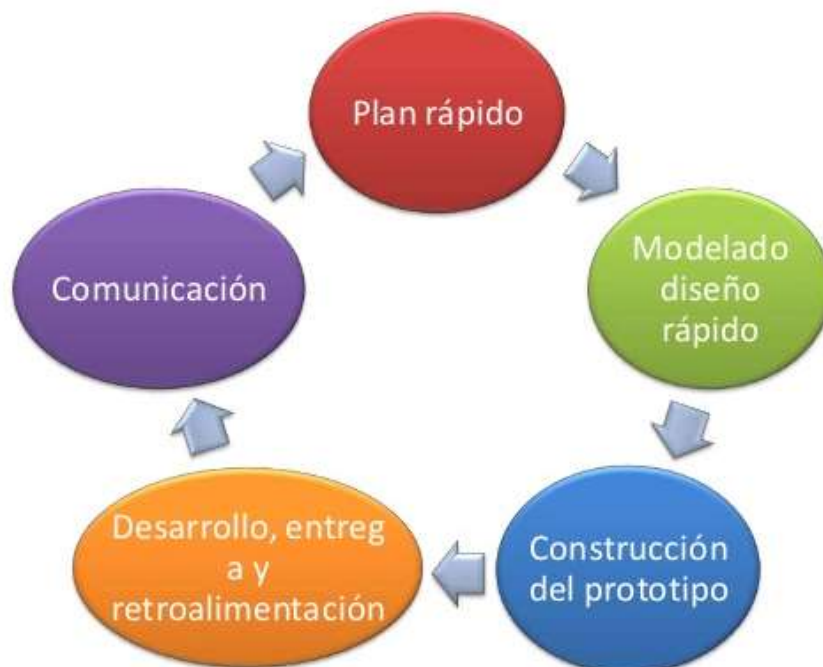 Plan rápido
Modelado
diseño
rápido
Construcción
del prototipo
Desarrollo, entreg
a y
retroalimentación
Comunicación